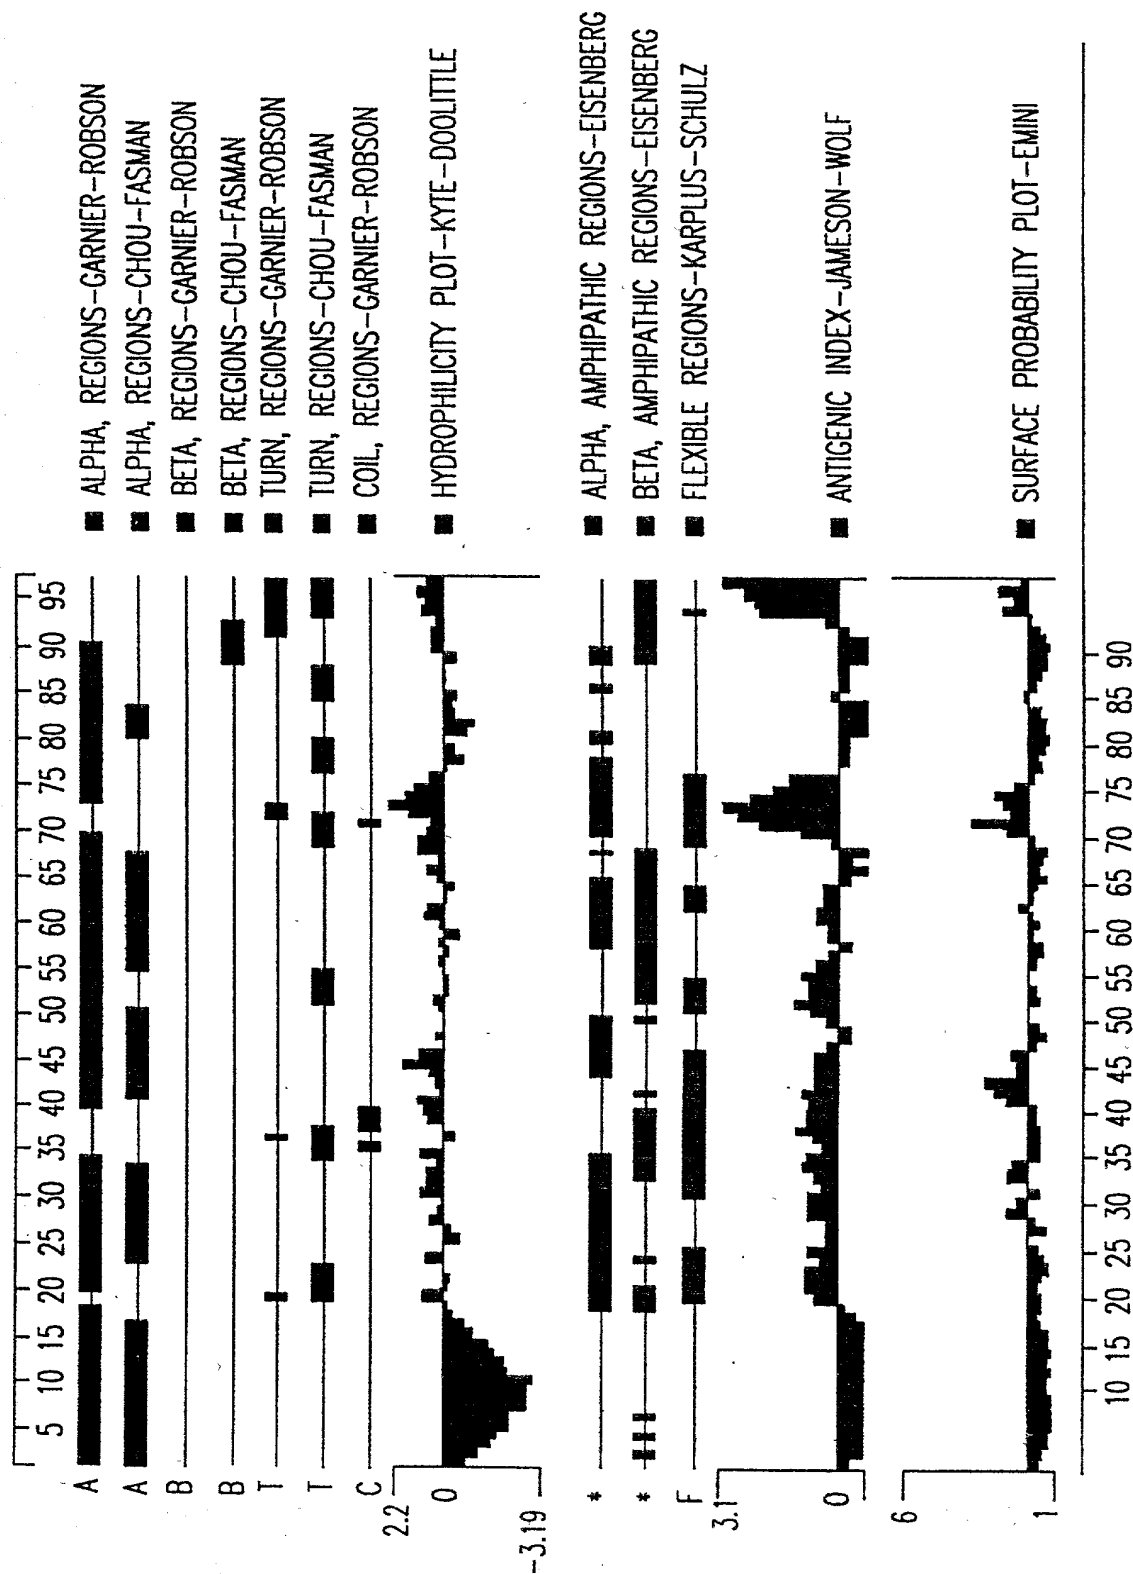 5 10 15 20 25 30 35 40 45 50 55 60 65 70 75 80 85 90 95
A ALPHA, REGIONS-GARNIER-ROBSON
A ALPHA, REGIONS-CHOU-FASMAN
B BETA, REGIONS-GARNIER-ROBSON
B BETA, REGIONS-CHOU-FASMAN
T TURN, REGIONS-GARNIER-ROBSON
T TURN, REGIONS-CHOU-FASMAN
C COIL, REGIONS-GARNIER-ROBSON
2.2
0 HYDROPHILICITY PLOT-KYTE-DOOLITTLE
-3.19
* ALPHA, AMPHIPATHIC REGIONS-EISENBERG
* BETA, AMPHIPATHIC REGIONS-EISENBERG
F FLEXIBLE REGIONS-KARPLUS-SCHULZ
3.1
0 ANTIGENIC INDEX-JAMESON-WOLF
6
1 SURFACE PROBABILITY PLOT-EMINI
10 15 20 25 30 35 40 45 50 55 60 65 70 75 80 85 90